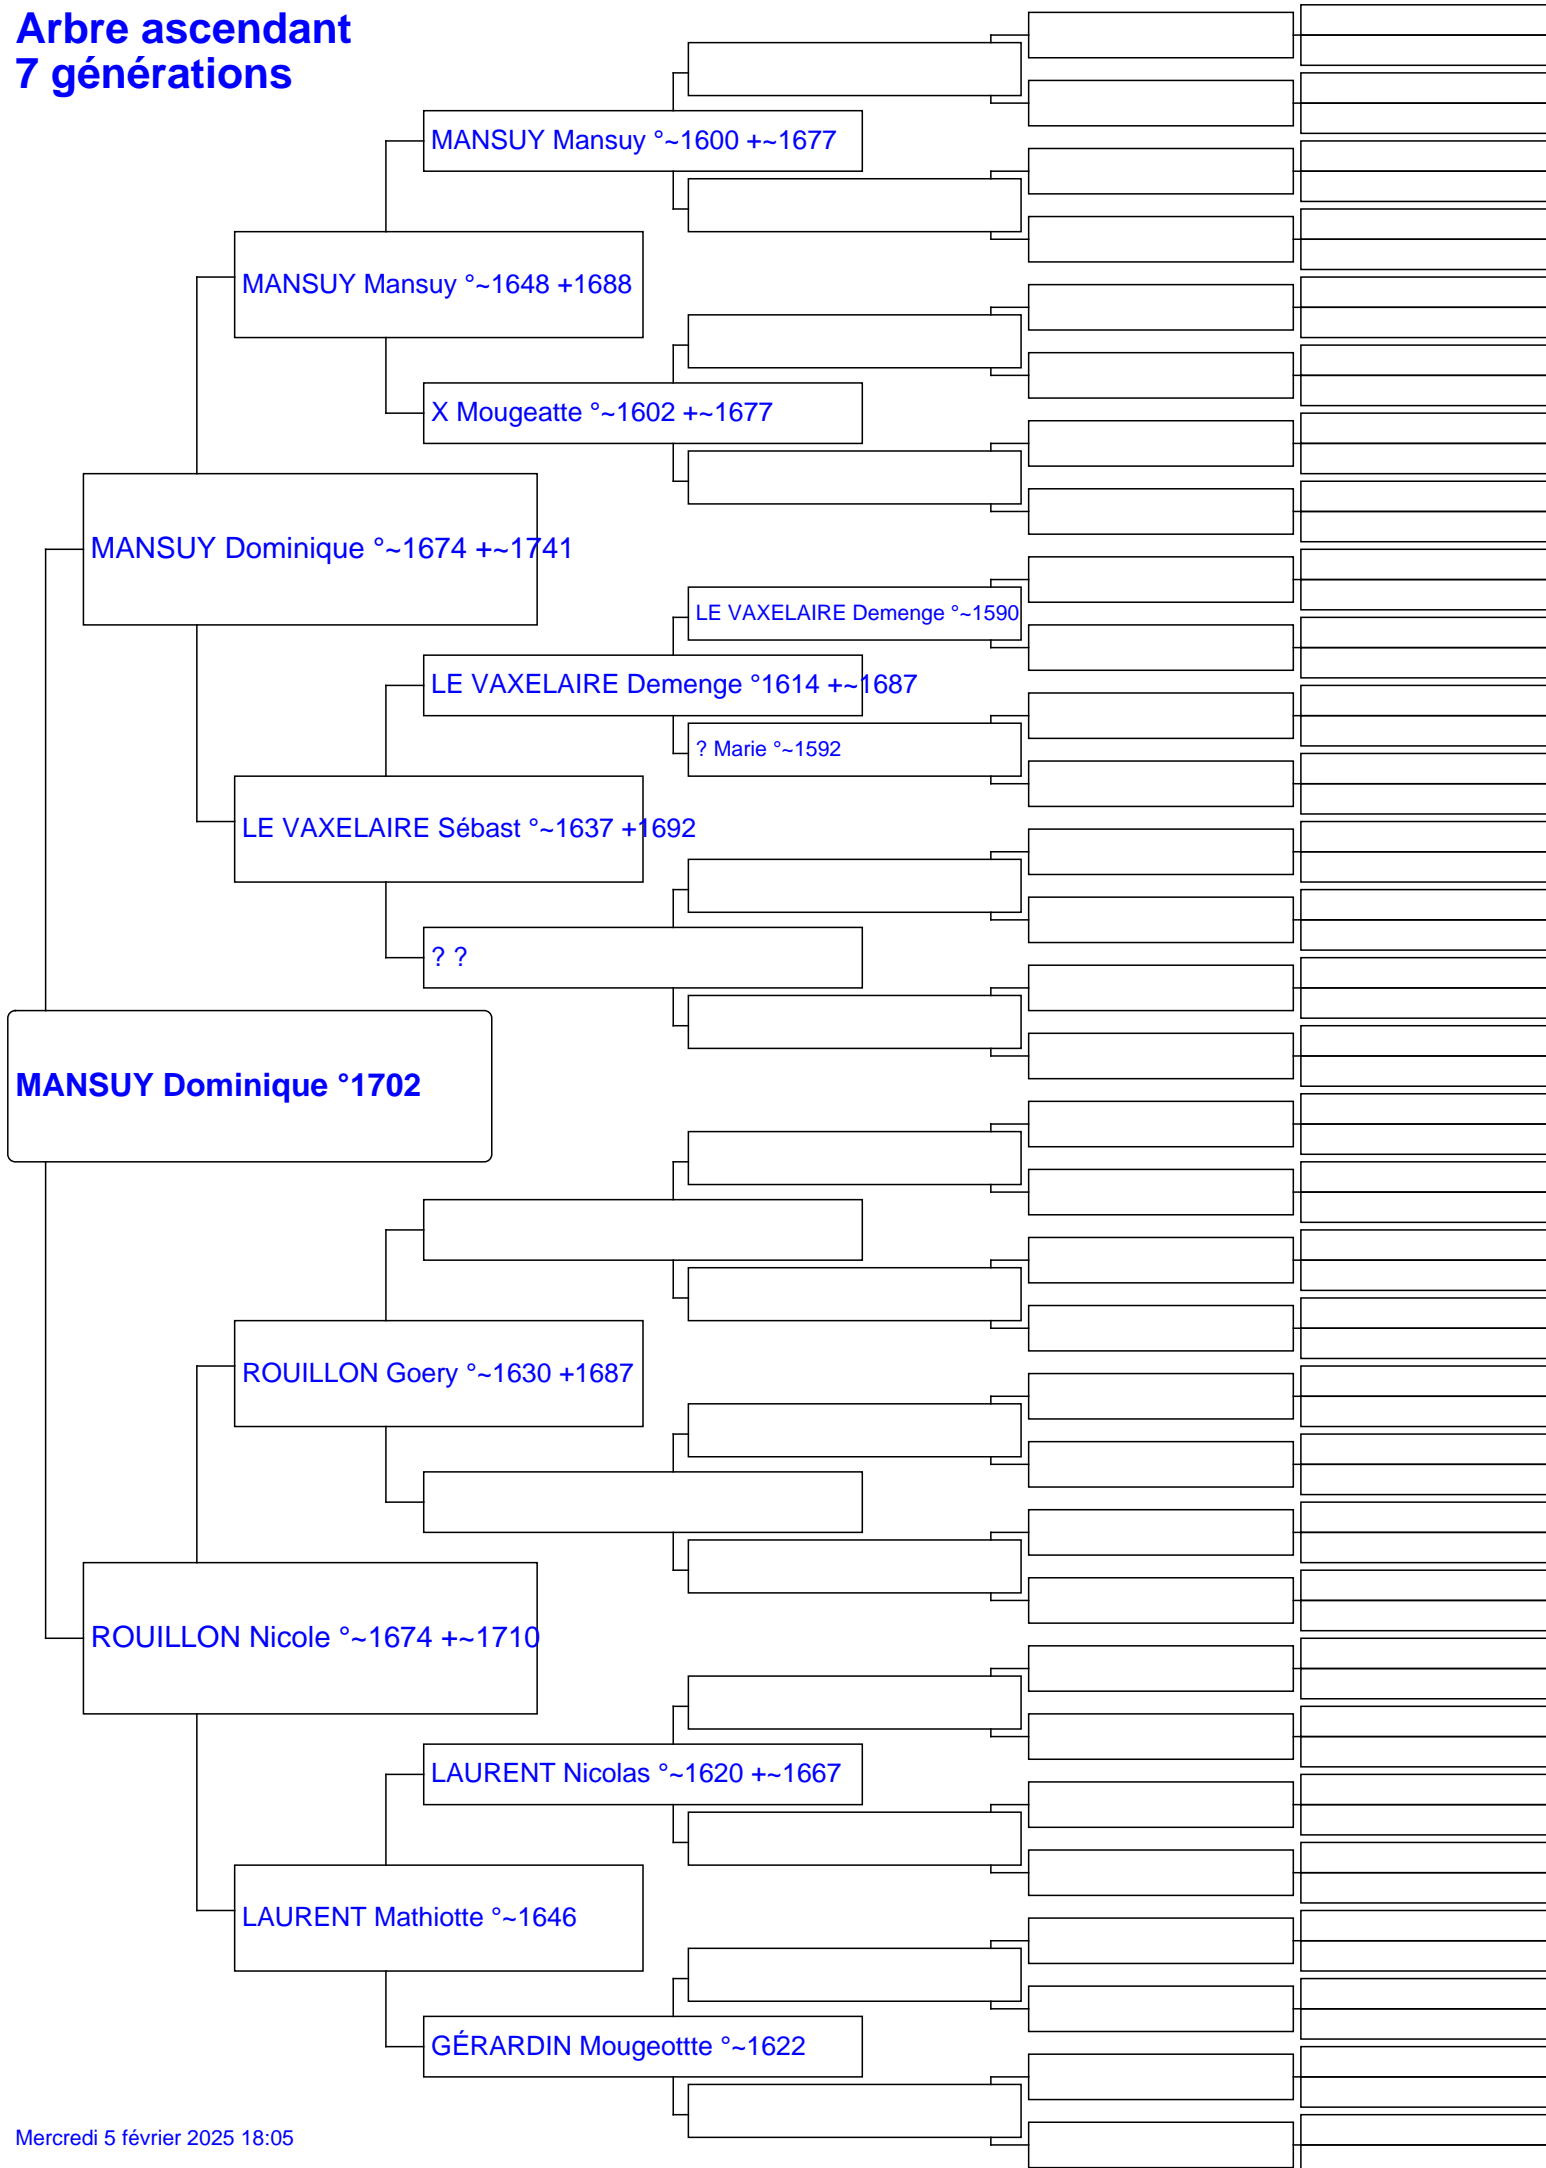 Arbre ascendant
7 générations
MANSUY Mansuy °~1600 +~1677
MANSUY Mansuy °~1648 +1688
X Mougeatte °~1602 +~1677
MANSUY Dominique °~1674 +~1741
LE VAXELAIRE Demenge °~1590
LE VAXELAIRE Demenge °1614 +~1687
? Marie °~1592
LE VAXELAIRE Sébast °~1637 +1692
? ?
MANSUY Dominique °1702
ROUILLON Goery °~1630 +1687
ROUILLON Nicole °~1674 +~1710
LAURENT Nicolas °~1620 +~1667
LAURENT Mathiotte °~1646
GÉRARDIN Mougeottte °~1622
Mercredi 5 février 2025 18:05